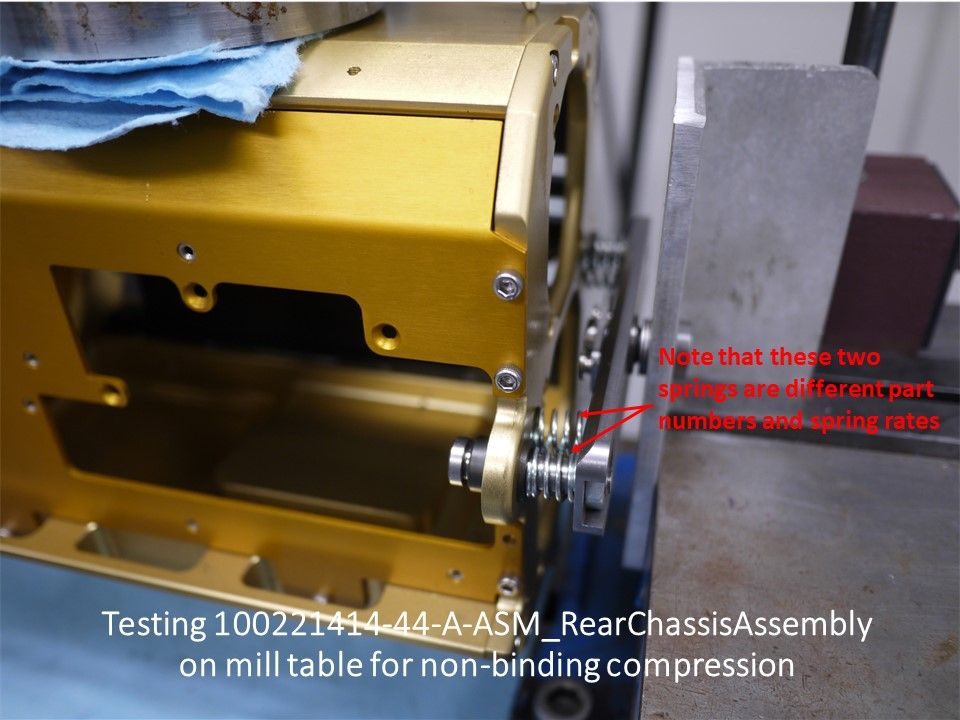 Note that these two
springs are different part
numbers and spring rates
Testing 100221414-44-A-ASM_RearChassisAssembly
on mill table for non-binding compression